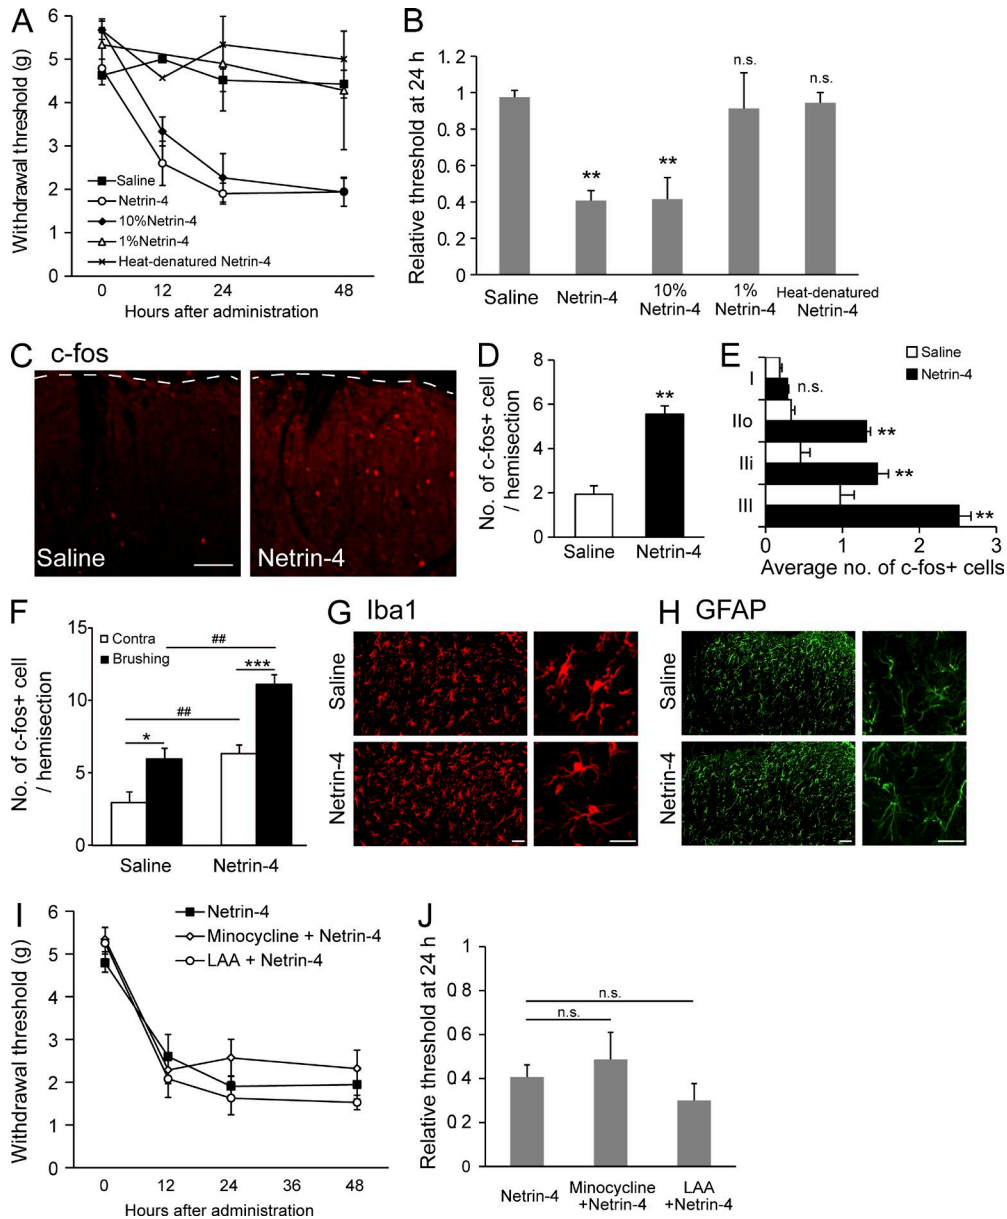 A
Withdrawal threshold (g)
6
5
4
3
2
1
0
Saline
Netrin-4
10%Netrin-4
1%Netrin-4
Heat-denatured Netrin-4
0 12 24 48
Hours after administration
B
Relative threshold at 24 h
1.2
1
0.8
0.6
0.4
0.2
0
**
**
n.s.
n.s.
Saline
Netrin-4
10%
Netrin-4
1%
Netrin-4
Heat-denatured
Netrin-4
C c-fos
Saline
Netrin-4
D
No. of c-fos+ cell
/ hemisection
8
6
4
2
0
**
Saline Netrin-4
E
Saline
Netrin-4
I
IIo
IIi
III
n.s.
**
**
**
0 1 2 3
Average no. of c-fos+ cells
F
No. of c-fos+ cell
/ hemisection
15
10
5
0
Contra
Brushing
##
***
##
*
Saline Netrin-4
G Iba1
Saline
Netrin-4
H GFAP
Saline
Netrin-4
I
Withdrawal threshold (g)
6
5
4
3
2
1
0
Netrin-4
Minocycline + Netrin-4
LAA + Netrin-4
0 12 24 36 48
Hours after administration
J
Relative threshold at 24 h
1
0.8
0.6
0.4
0.2
0
n.s.
n.s.
Netrin-4
Minocycline
+Netrin-4
LAA
+Netrin-4